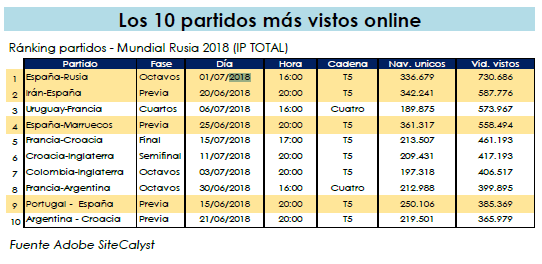 Los 10 partidos más vistos online
Ránking partidos - Mundial Rusia 2018 (IP TOTAL)
Partido Fase Día Hora Cadena Nav. unicos Vid. vistos
1 España-Rusia Octavos 01/07/2018 16:00 T5 336.679 730.686
2 Irán-España Previa 20/06/2018 20:00 T5 342.241 587.776
3 Uruguay-Francia Cuartos 06/07/2018 16:00 Cuatro 189.875 573.967
4 España-Marruecos Previa 25/06/2018 20:00 T5 361.317 558.494
5 Francia-Croacia Final 15/07/2018 17:00 T5 213.507 461.193
6 Croacia-Inglaterra Semifinal 11/07/2018 20:00 T5 209.431 417.193
7 Colombia-Inglaterra Octavos 03/07/2018 20:00 T5 197.318 406.517
8 Francia-Argentina Octavos 30/06/2018 16:00 Cuatro 212.988 399.895
9 Portugal - España Previa 15/06/2018 20:00 T5 250.106 385.369
10 Argentina - Croacia Previa 21/06/2018 20:00 T5 219.501 365.979
Fuente Adobe SiteCalyst